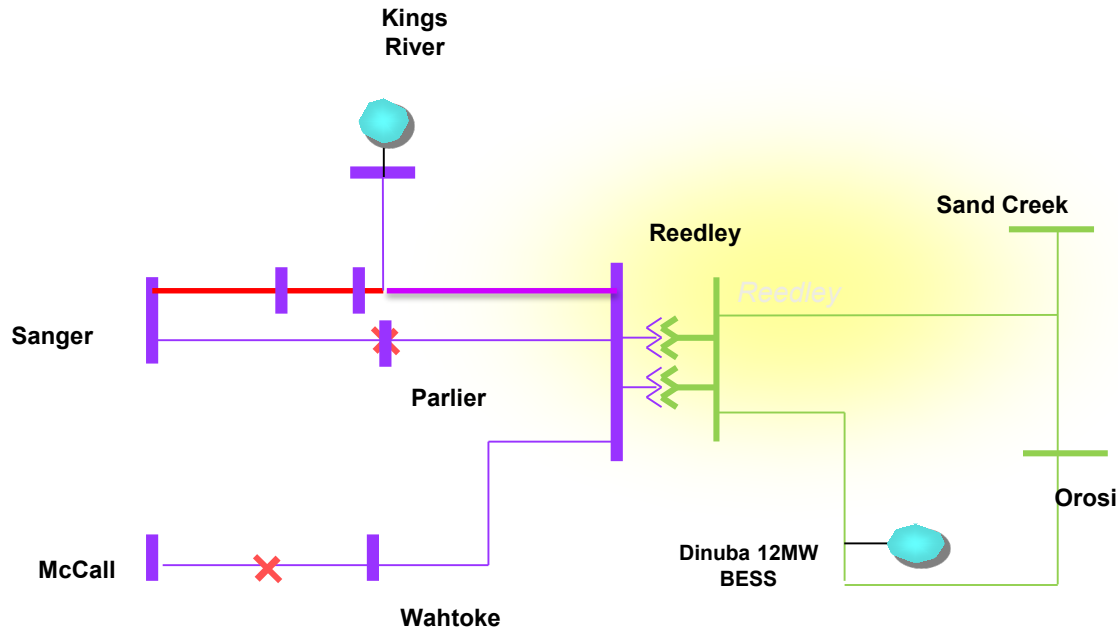 Kings
River
Sand Creek
Reedley
Reedley
Sanger
Parlier
Orosi
Dinuba 12MW
BESS
McCall
Wahtoke